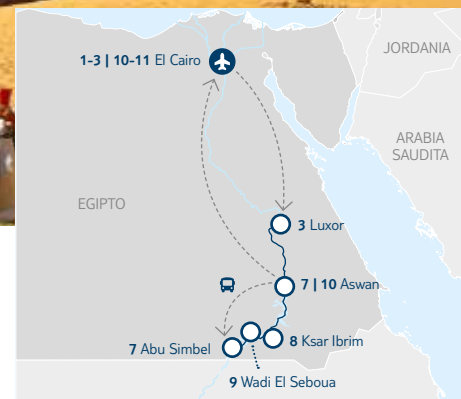 JORDANIA
1-3 | 10-11 El Cairo
ARABIA
SAUDITA
EGIPTO
3 Luxor
7 | 10 Aswan
7 Abu Simbel
8 Ksar Ibrim
9 Wadi El Seboua